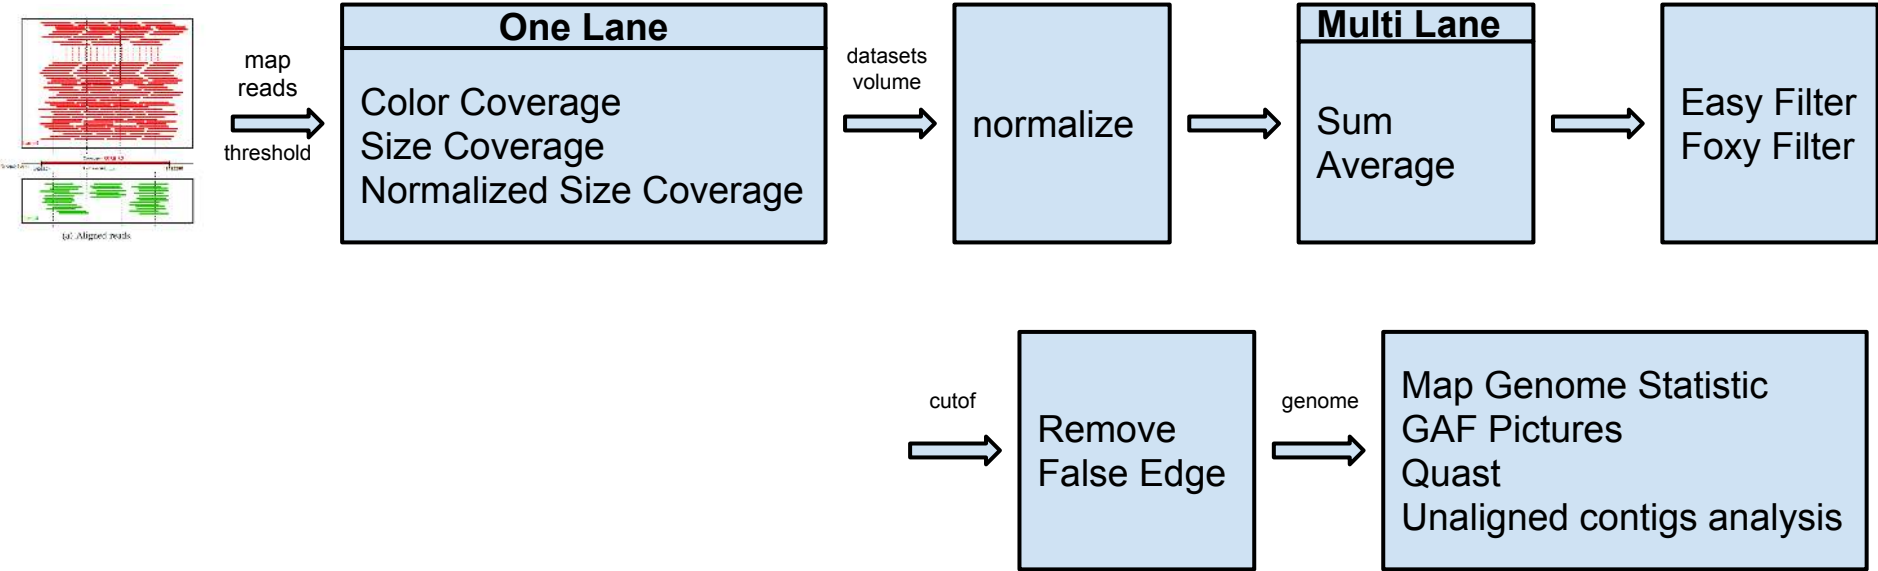 (a) Aligned reads
map
reads
threshold
One Lane
Color Coverage
Size Coverage
Normalized Size Coverage
datasets
volume
normalize
Multi Lane
Sum
Average
Easy Filter
Foxy Filter
cutof
Remove
False Edge
genome
Map Genome Statistic
GAF Pictures
Quast
Unaligned contigs analysis